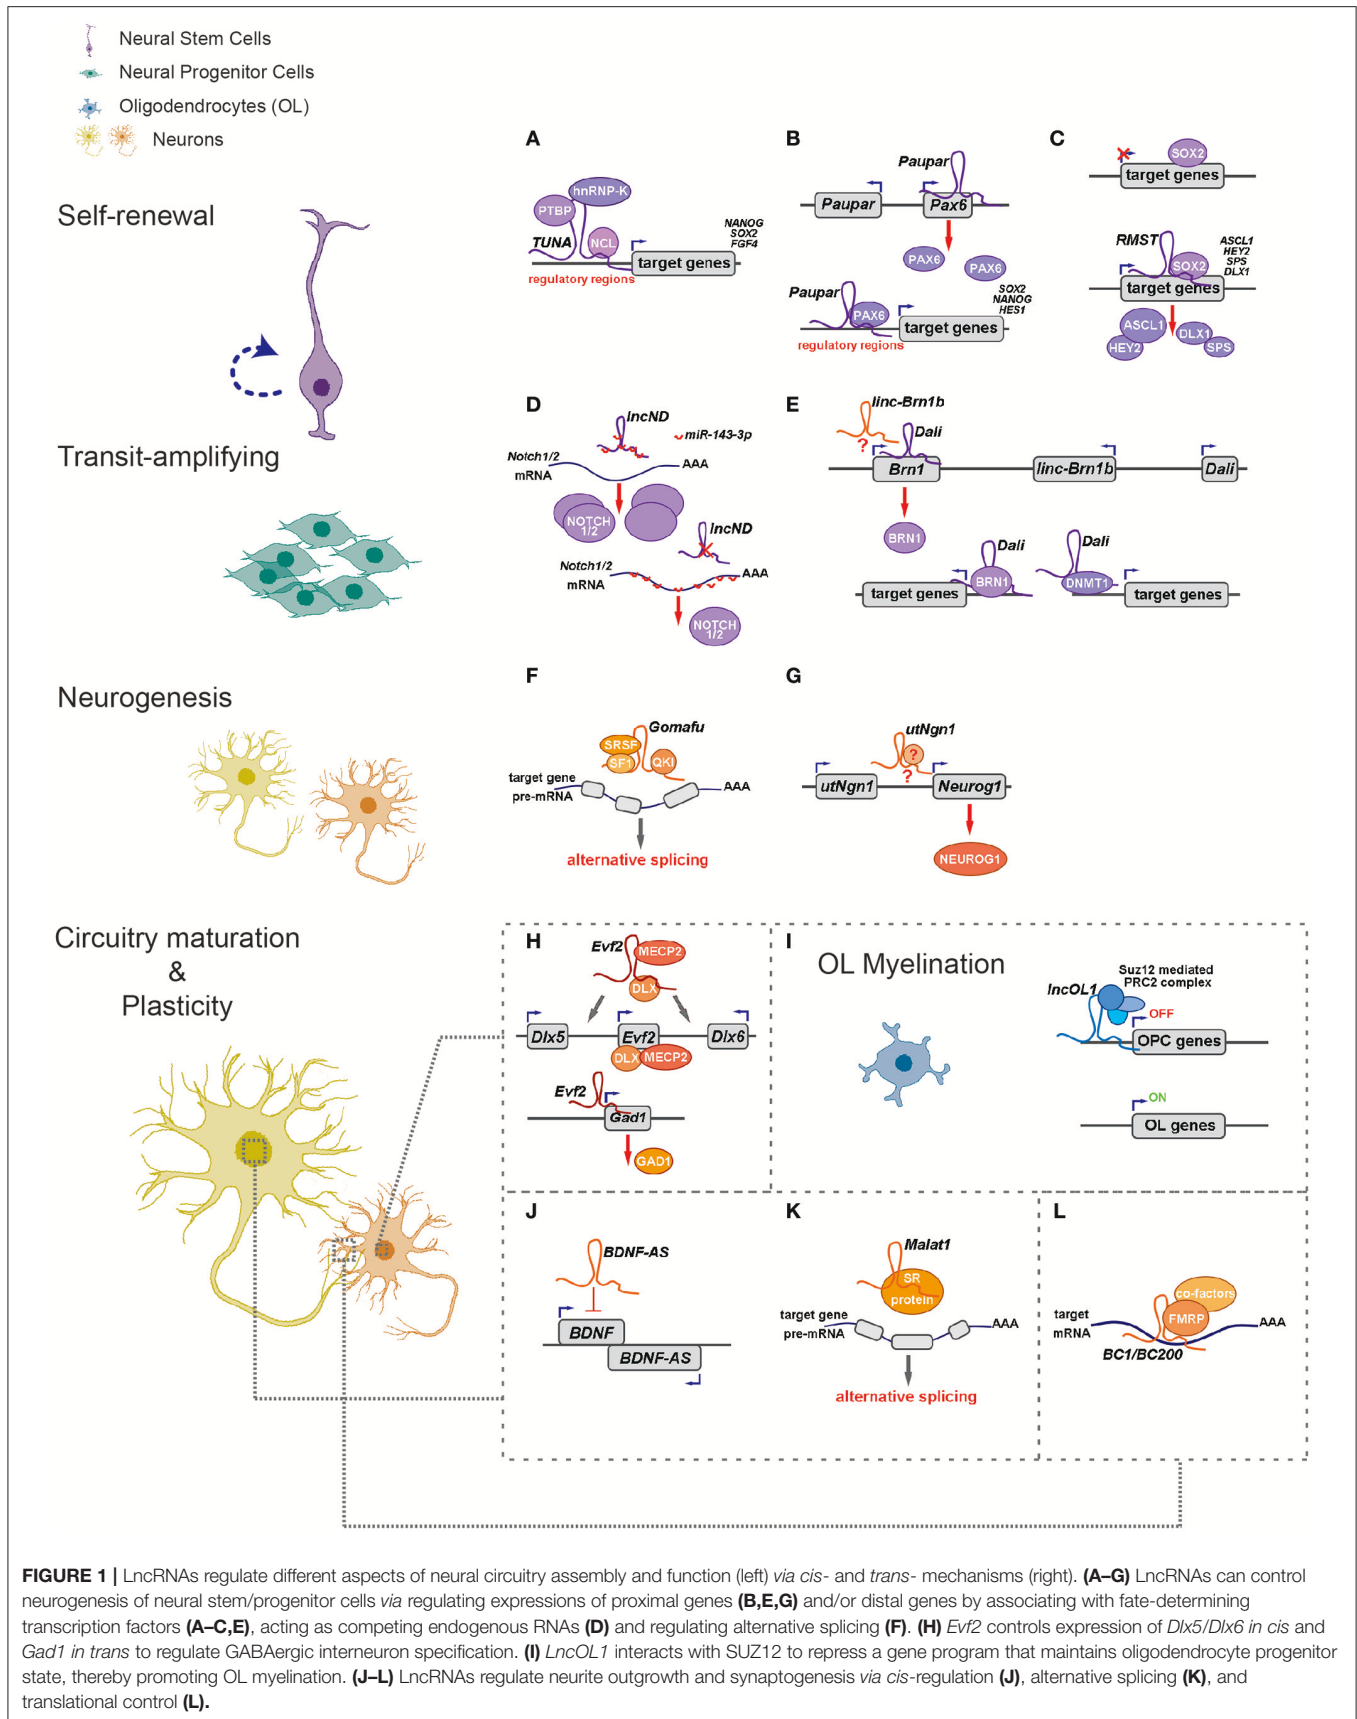 Neural Stem Cells
Neural Progenitor Cells
Oligodendrocytes (OL)
Neurons
Self-renewal
A
hnRNP-K
PTBP
TUNA
NCL
NANOG
SOX2
FGF4
target genes
regulatory regions
B
Paupar
Paupar
Pax6
PAX6
PAX6
Paupar
PAX6
SOX2
NANOG
HES1
target genes
regulatory regions
C
SOX2
target genes
RMST
SOX2
ASCL1
HEY2
SPS
DLX1
target genes
ASCL1
DLX1
HEY2
SPS
Transit-amplifying
D
lncND
miR-143-3p
Notch1/2
mRNA
AAA
NOTCH
1/2
lncND
Notch1/2
mRNA
AAA
NOTCH
1/2
E
linc-Brn1b
?
Dali
Brn1
linc-Brn1b
Dali
BRN1
Dali
BRN1
target genes
Dali
DNMT1
target genes
Neurogenesis
F
Gomafu
SRSF
SF1
QKI
target gene
pre-mRNA
AAA
alternative splicing
G
utNgn1
?
?
utNgn1
Neurog1
NEUROG1
Circuitry maturation
&
Plasticity
H
Evf2
MECP2
DLX
Dlx5
Evf2
Dlx6
DLX
MECP2
Evf2
Gad1
GAD1
I
OL Myelination
Suz12 mediated
PRC2 complex
lncOL1
OFF
OPC genes
ON
OL genes
J
BDNF-AS
BDNF
BDNF-AS
K
Malat1
SR
protein
target gene
pre-mRNA
AAA
alternative splicing
L
co-factors
FMRP
target
mRNA
AAA
BC1/BC200
FIGURE 1 | LncRNAs regulate different aspects of neural circuitry assembly and function (left) via cis- and trans- mechanisms (right). (A–G) LncRNAs can control
neurogenesis of neural stem/progenitor cells via regulating expressions of proximal genes (B,E,G) and/or distal genes by associating with fate-determining
transcription factors (A–C,E), acting as competing endogenous RNAs (D) and regulating alternative splicing (F). (H) Evf2 controls expression of Dlx5/Dlx6 in cis and
Gad1 in trans to regulate GABAergic interneuron specification. (I) LncOL1 interacts with SUZ12 to repress a gene program that maintains oligodendrocyte progenitor
state, thereby promoting OL myelination. (J–L) LncRNAs regulate neurite outgrowth and synaptogenesis via cis-regulation (J), alternative splicing (K), and
translational control (L).